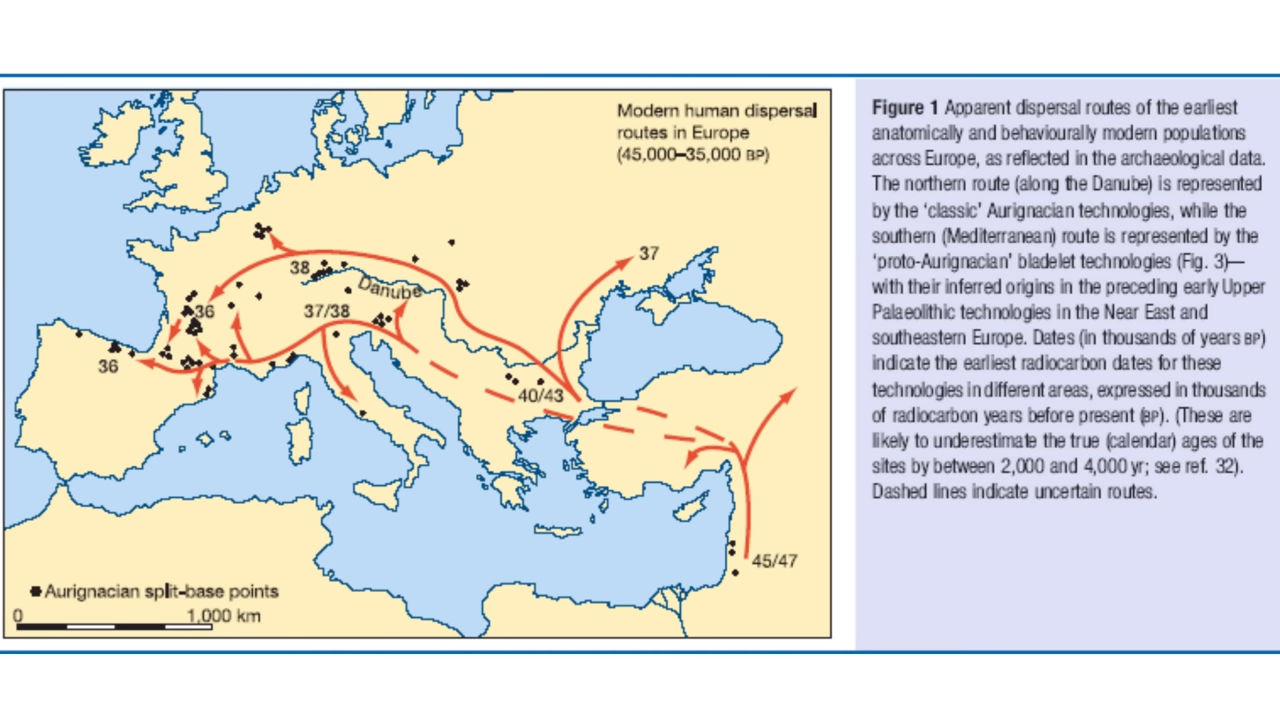 Modern human dispersal
routes in Europe
(45,000–35,000 BP)
37
38
Danube
36
37/38
36
40/43
45/47
Aurignacian split-base points
0 1,000 km
Figure 1 Apparent dispersal routes of the earliest
anatomically and behaviourally modern populations
across Europe, as reflected in the archaeological data.
The northern route (along the Danube) is represented
by the ‘classic’ Aurignacian technologies, while the
southern (Mediterranean) route is represented by the
‘proto-Aurignacian’ bladelet technologies (Fig. 3)—
with their inferred origins in the preceding early Upper
Palaeolithic technologies in the Near East and
southeastern Europe. Dates (in thousands of years BP)
indicate the earliest radiocarbon dates for these
technologies in different areas, expressed in thousands
of radiocarbon years before present (BP). (These are
likely to underestimate the true (calendar) ages of the
sites by between 2,000 and 4,000 yr; see ref. 32).
Dashed lines indicate uncertain routes.